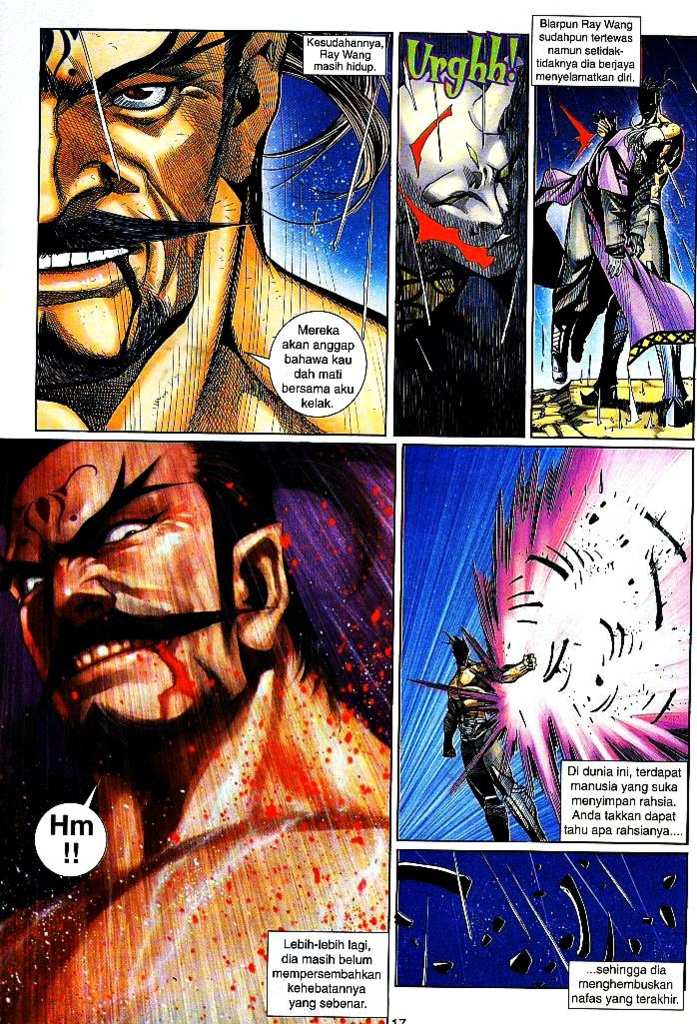 Kesudahannya,
Ray Wang
masih hidup.
Mereka
akan anggap
bahawa kau
dah mati
bersama aku
kelak.
Urghh!
Biarpun Ray Wang
sudahpun tertewas
namun setidak-
tidaknya dia berjaya
menyelamatkan diri.
Hm
!!
Lebih-lebih lagi,
dia masih belum
mempersembahkan
kehebatannya
yang sebenar.
Di dunia ini, terdapat
manusia yang suka
menyimpan rahsia.
Anda takkan dapat
tahu apa rahsianya....
...sehingga dia
menghembuskan
nafas yang terakhir.
17